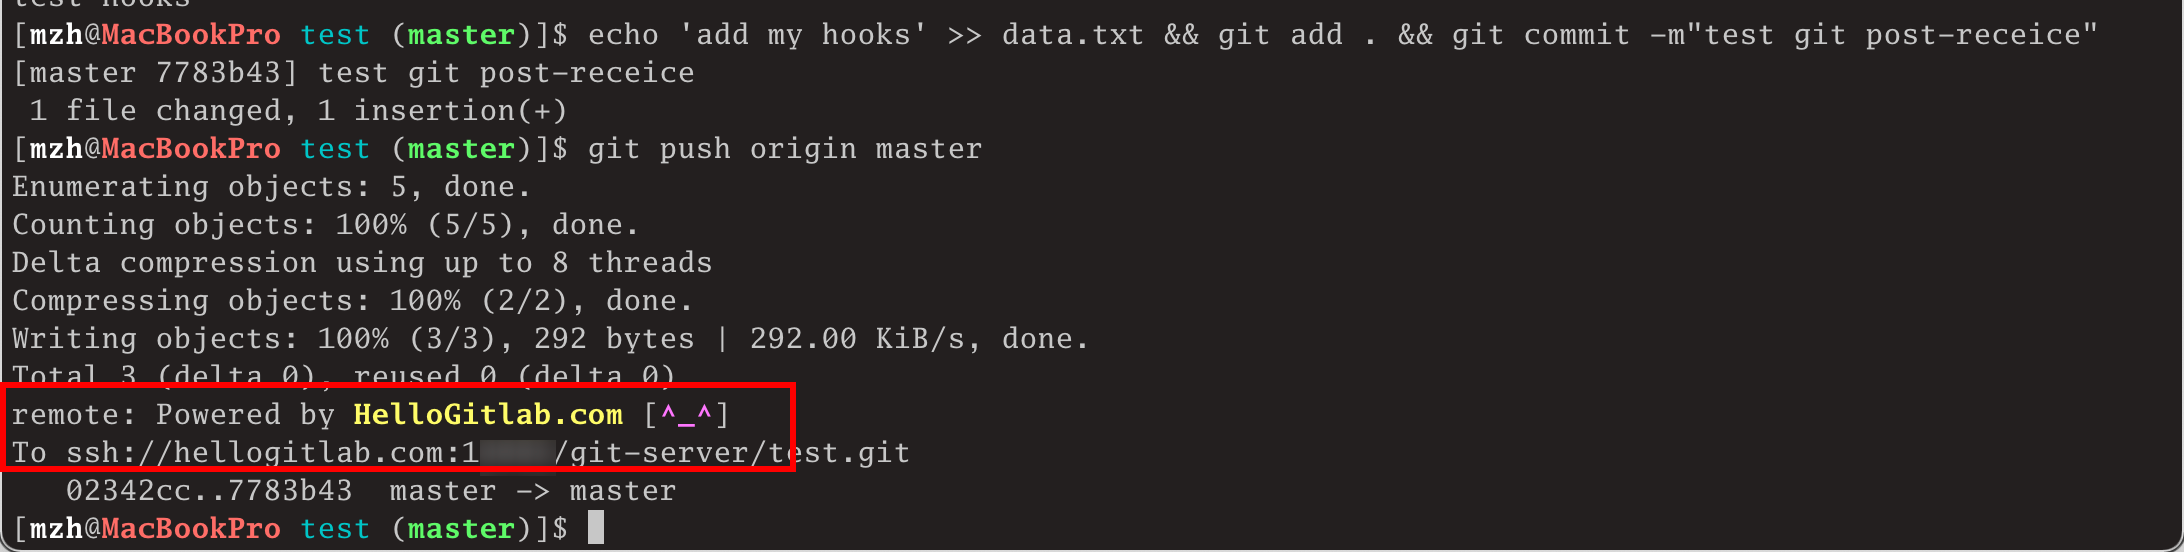 test hooks
[mzh@MacBookPro test (master)]$ echo 'add my hooks' >> data.txt && git add . && git commit -m"test git post-receice"
[master 7783b43] test git post-receice
 1 file changed, 1 insertion(+)
[mzh@MacBookPro test (master)]$ git push origin master
Enumerating objects: 5, done.
Counting objects: 100% (5/5), done.
Delta compression using up to 8 threads
Compressing objects: 100% (2/2), done.
Writing objects: 100% (3/3), 292 bytes | 292.00 KiB/s, done.
Total 3 (delta 0), reused 0 (delta 0)
remote: Powered by HelloGitlab.com [^_^]
To ssh://hellogitlab.com:1 /git-server/test.git
   02342cc..7783b43  master -> master
[mzh@MacBookPro test (master)]$